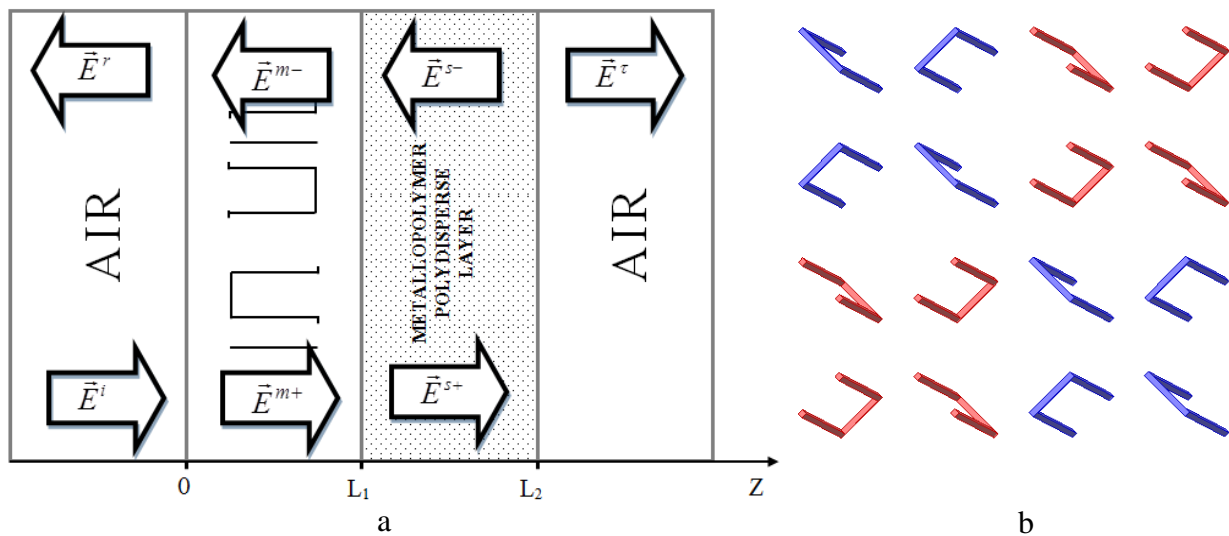 E⃗ʳ
E⃗ᵐ⁻
E⃗ˢ⁻
E⃗ᵗ
AIR
METALLOPOLYMER
POLYDISPERSE
LAYER
AIR
E⃗ⁱ
E⃗ᵐ⁺
E⃗ˢ⁺
0
L₁
L₂
Z
a
b